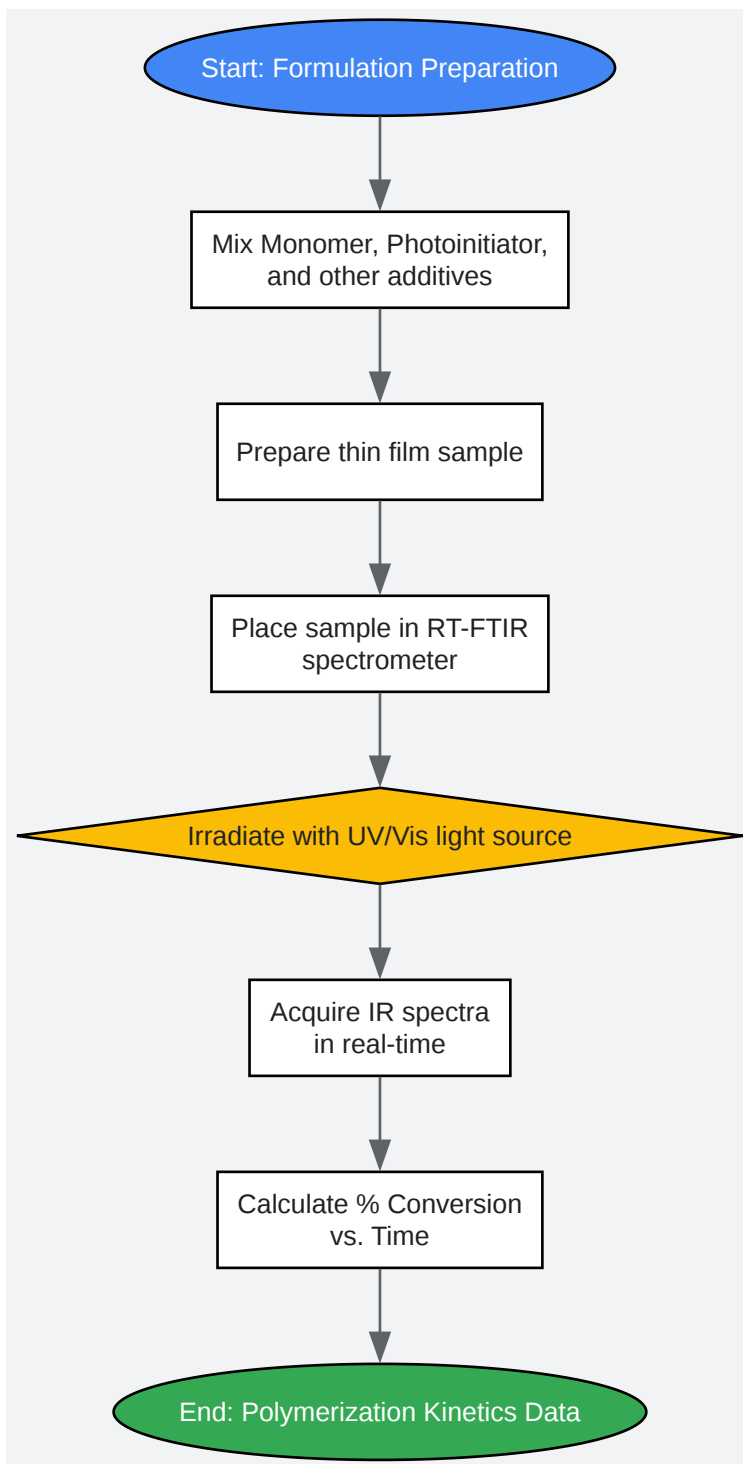 Start: Formulation Preparation
Mix Monomer, Photoinitiator,
and other additives
Prepare thin film sample
Place sample in RT-FTIR
spectrometer
Irradiate with UV/Vis light source
Acquire IR spectra
in real-time
Calculate % Conversion
vs. Time
End: Polymerization Kinetics Data